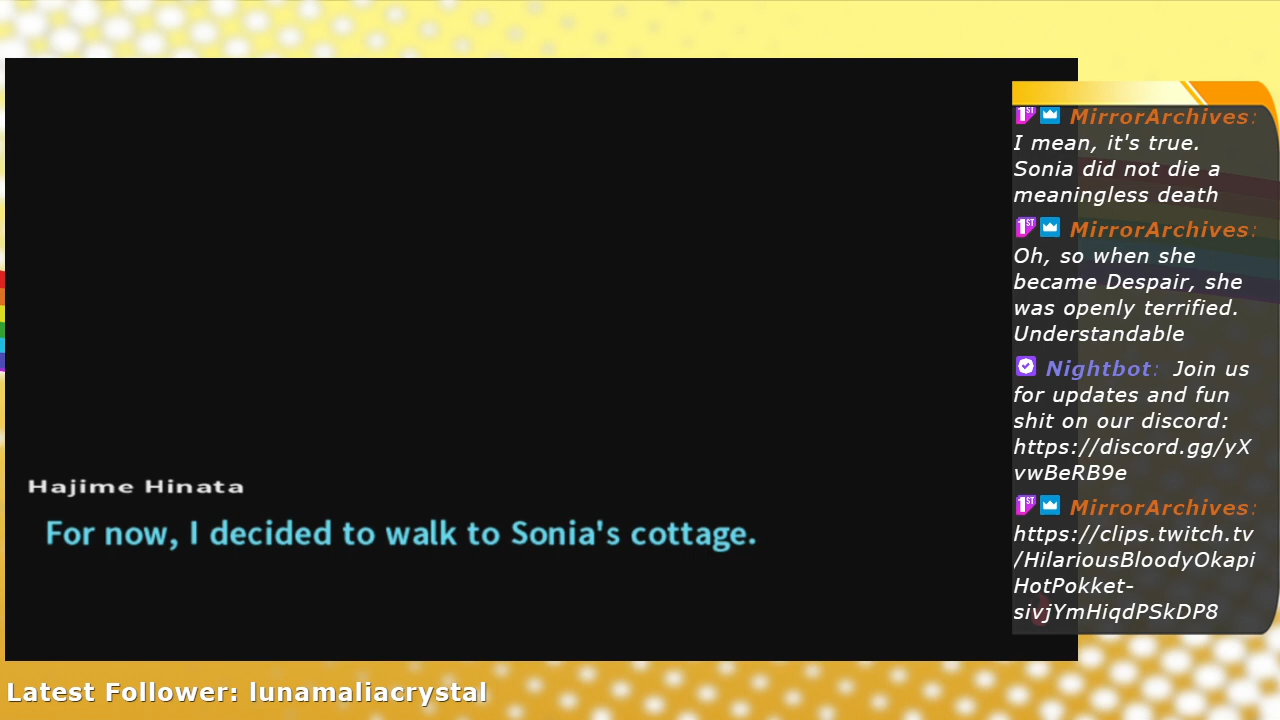 Hajime Hinata
For now, I decided to walk to Sonia's cottage.
1ST MirrorArchives:
I mean, it's true.
Sonia did not die a
meaningless death
1ST MirrorArchives:
Oh, so when she
became Despair, she
was openly terrified.
Understandable
Nightbot: Join us
for updates and fun
shit on our discord:
https://discord.gg/yX
vwBeRB9e
1ST MirrorArchives:
https://clips.twitch.tv
/HilariousBloodyOkapi
HotPokket-
sivjYmHiqdPSkDP8
Latest Follower: lunamaliacrystal